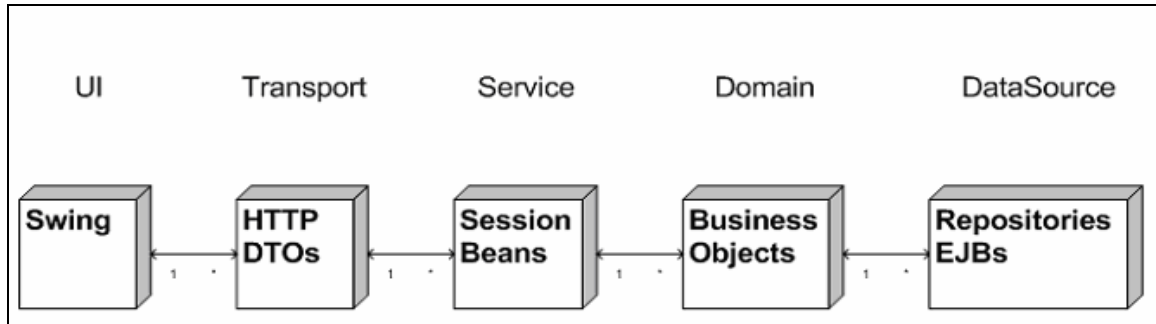 UI Transport Service Domain DataSource
Swing HTTP Session Business Repositories
DTOs Beans Objects EJBs
1 * 1 * 1 * 1 *